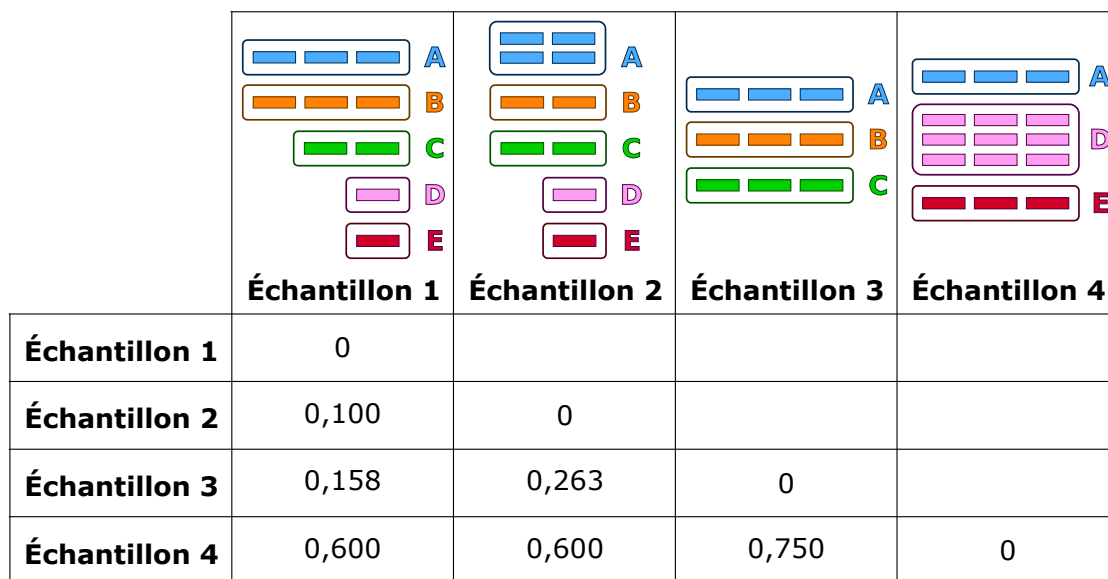 A
B
C
D
E
Échantillon 1
A
B
C
D
E
Échantillon 2
A
B
C
Échantillon 3
A
D
E
Échantillon 4
Échantillon 1 0
Échantillon 2 0,100 0
Échantillon 3 0,158 0,263 0
Échantillon 4 0,600 0,600 0,750 0